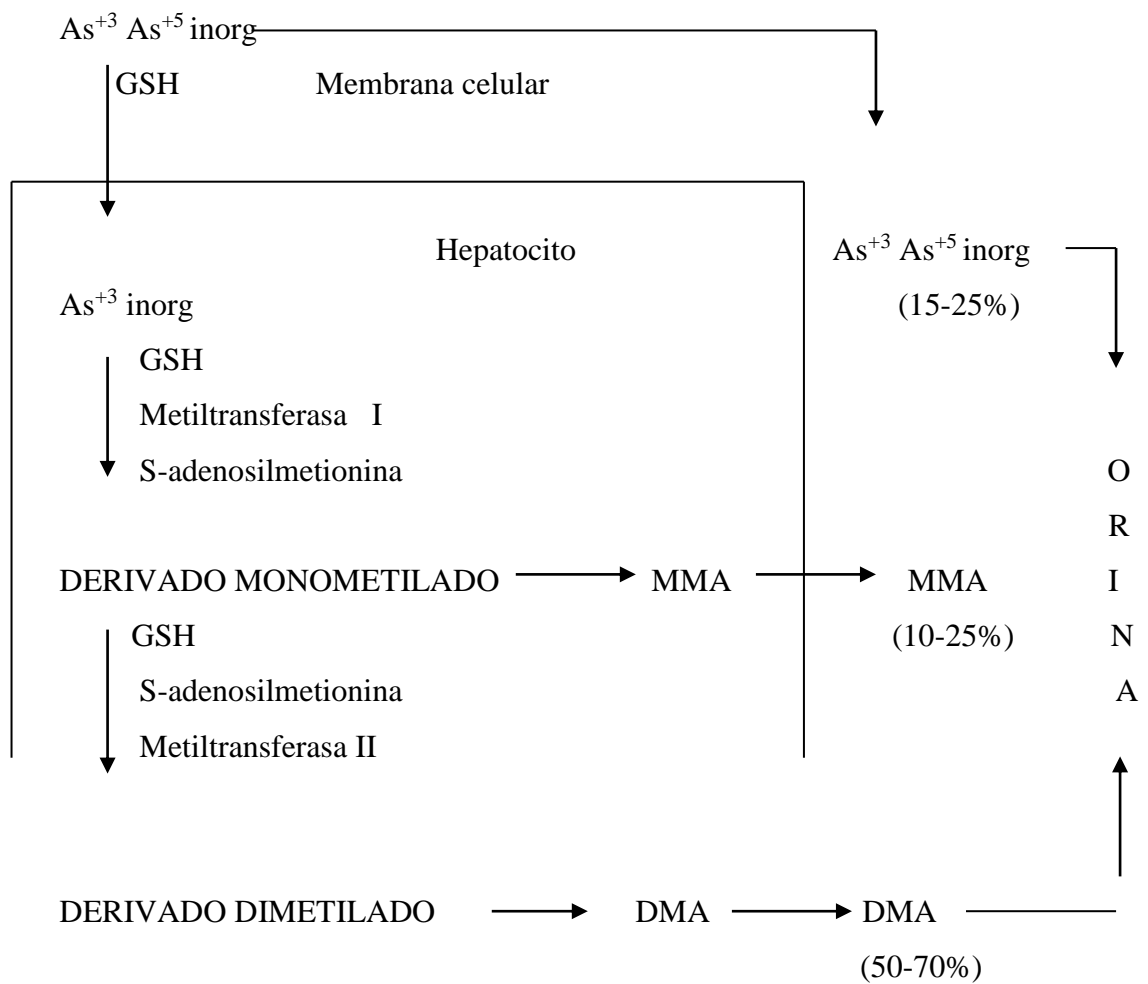 As⁺³ As⁺⁵ inorg
GSH Membrana celular
Hepatocito As⁺³ As⁺⁵ inorg
As⁺³ inorg (15-25%)
GSH
Metiltransferasa I
S-adenosilmetionina O
R
DERIVADO MONOMETILADO MMA MMA I
GSH (10-25%) N
S-adenosilmetionina A
Metiltransferasa II
DERIVADO DIMETILADO DMA DMA
(50-70%)